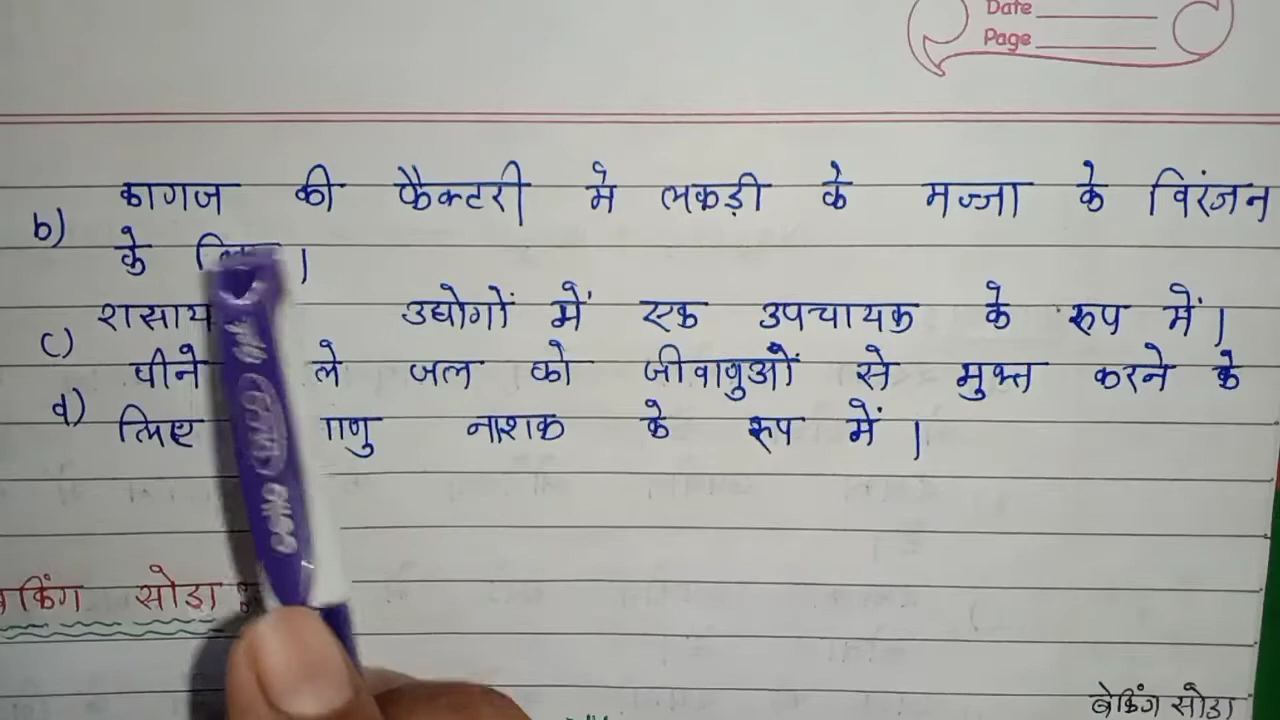 Date
Page
b) कागज की फैक्टरी मे लकड़ी के मज्जा के विरंजन
के
c) उद्योगों में एक उपचायक के रूप में।
d) पीने जल को जीवाणुओं से मुक्त करने के
लिए नाशक के रूप में।
बेकिंग सोडा